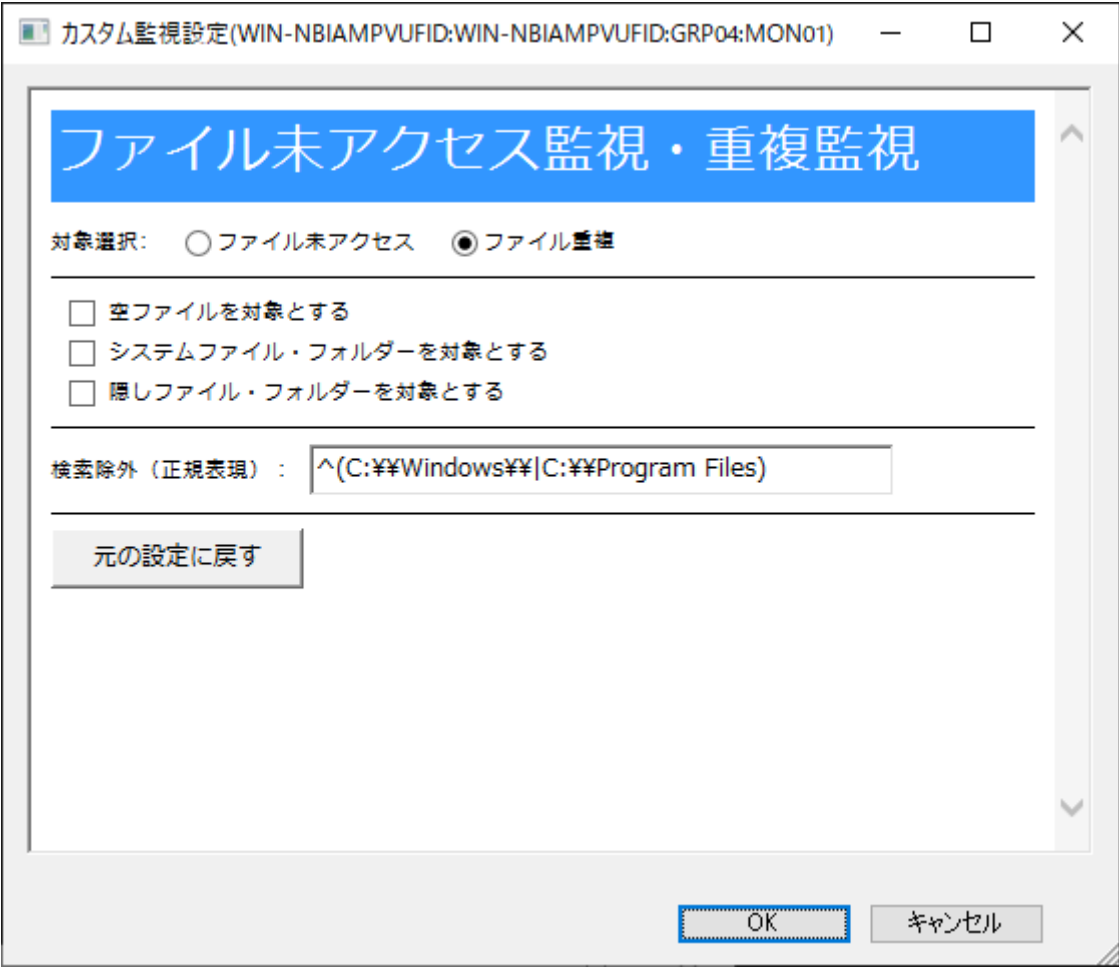 カスタム監視設定(WIN-NBIAMPVUFID:WIN-NBIAMPVUFID:GRP04:MON01)
ファイル未アクセス監視・重複監視
対象選択: ファイル未アクセス ファイル重複
空ファイルを対象とする
システムファイル・フォルダーを対象とする
隠しファイル・フォルダーを対象とする
検索除外（正規表現）: ^(C:¥¥Windows¥¥|C:¥¥Program Files)
元の設定に戻す
OK キャンセル